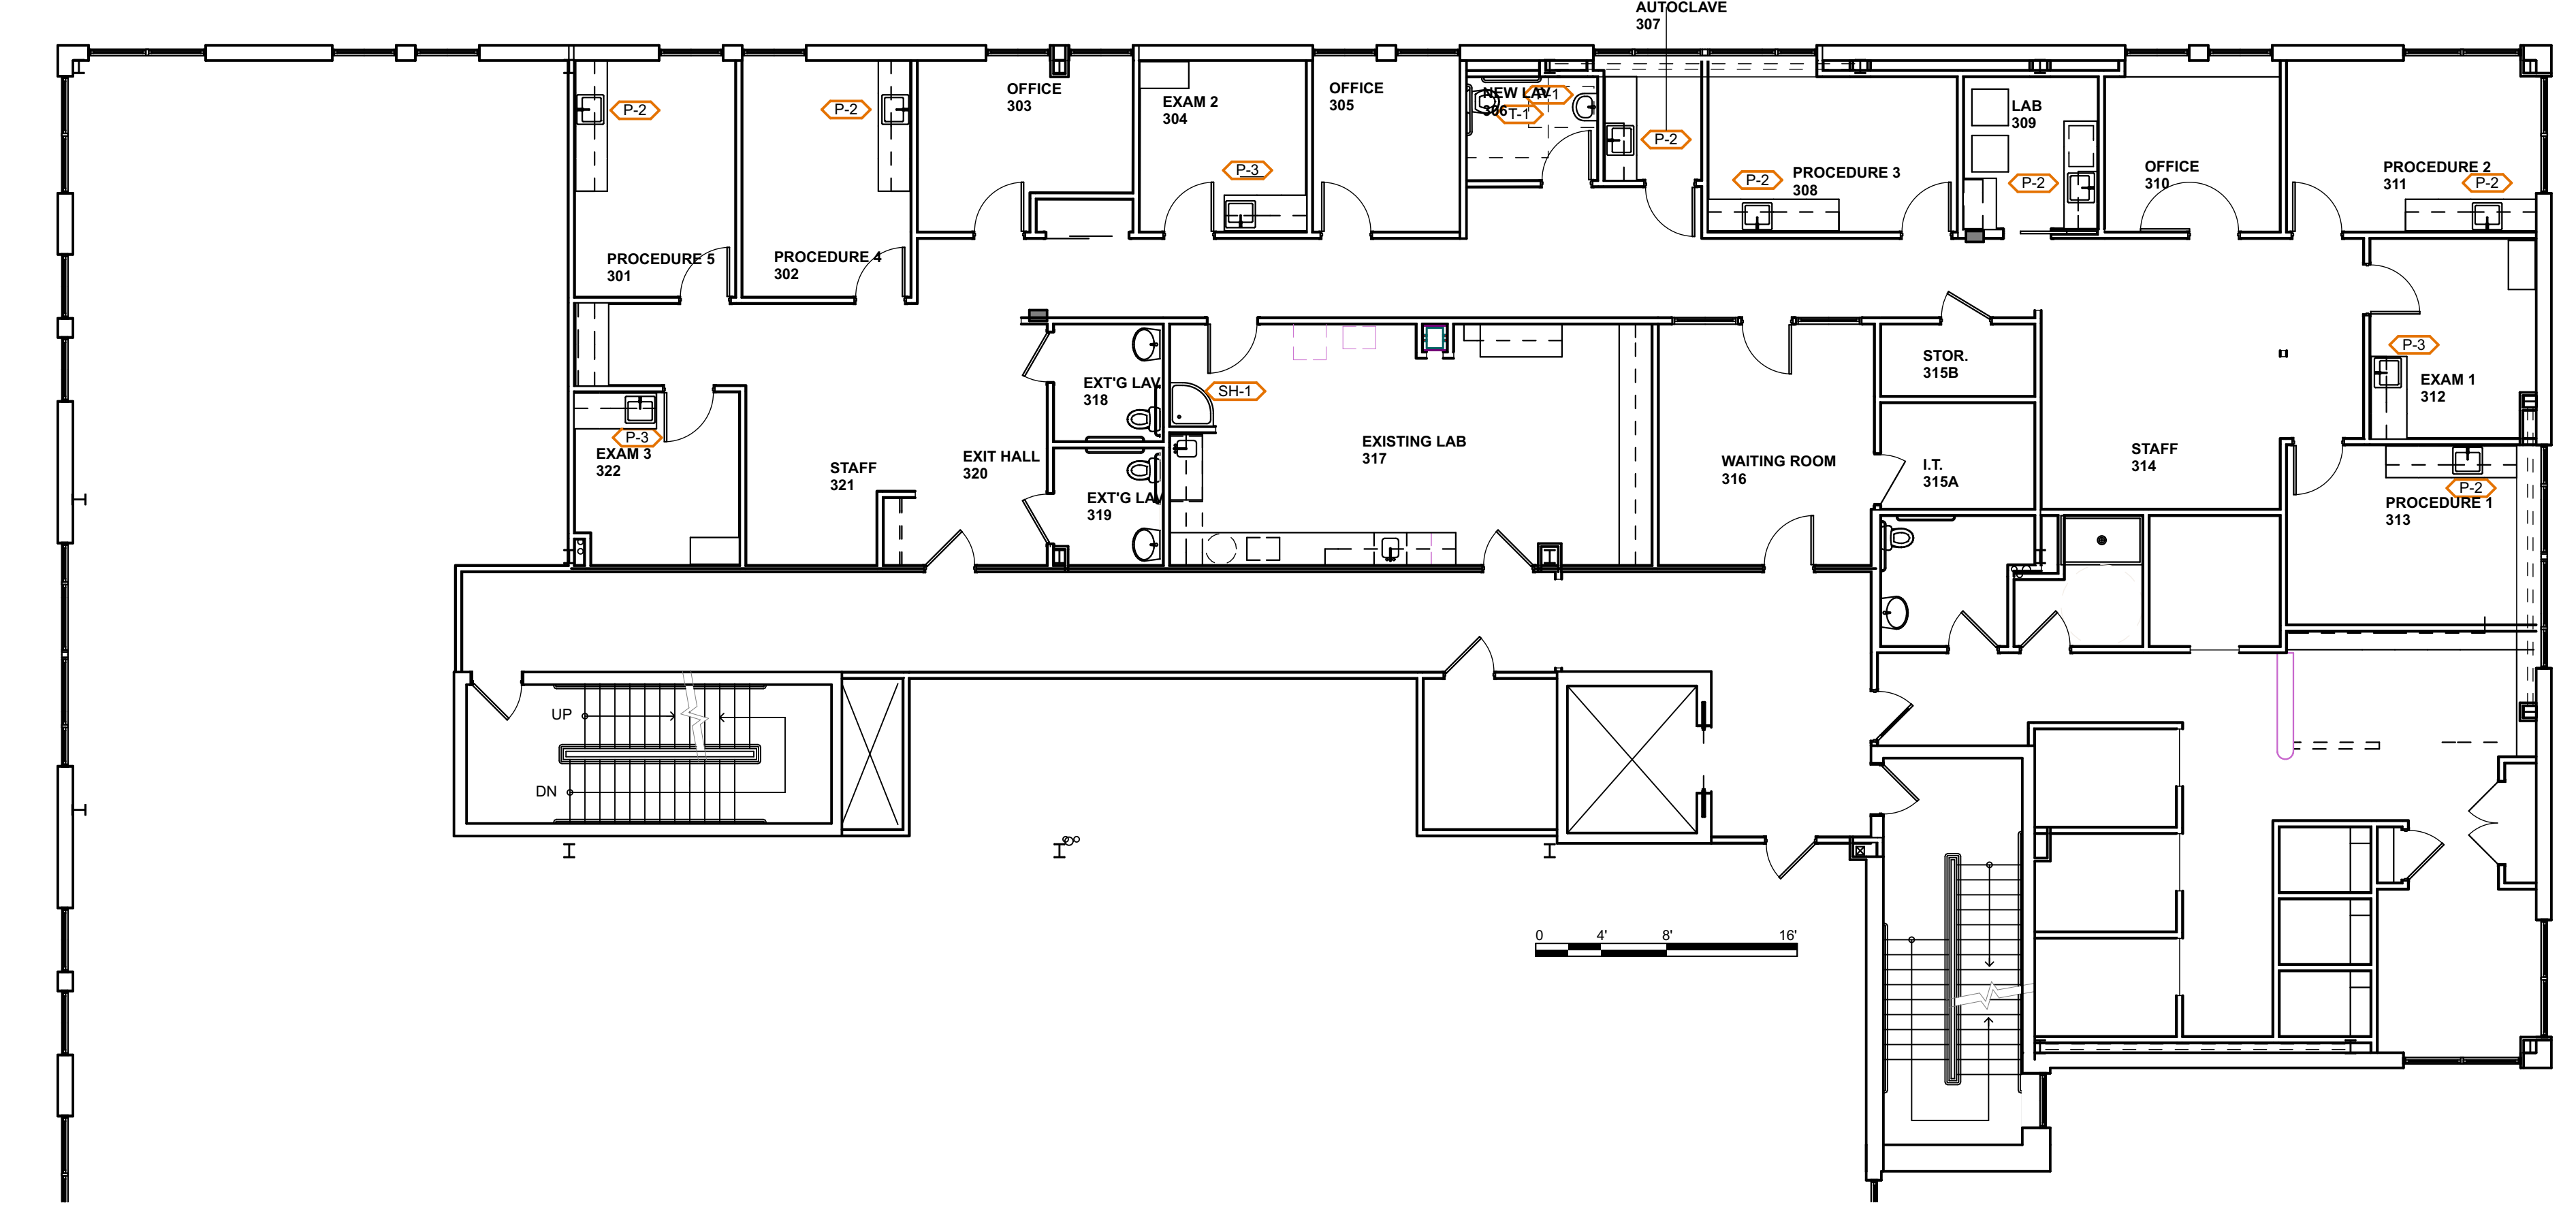 AUTOCLAVE
307
OFFICE
303
EXAM 2
304
OFFICE
305
NEW LAV
306
P-1
T-1
P-2
P-2
P-2
P-3
P-2
PROCEDURE 3
308
LAB
309
P-2
OFFICE
310
PROCEDURE 2
311
P-2
PROCEDURE 5
301
PROCEDURE 4
302
P-3
EXAM 1
312
STOR.
315B
EXT'G LAV
318
SH-1
P-3
EXAM 3
322
STAFF
321
EXIT HALL
320
EXT'G LAV
319
EXISTING LAB
317
WAITING ROOM
316
I.T.
315A
STAFF
314
P-2
PROCEDURE 1
313
UP
DN
0 4' 8' 16'